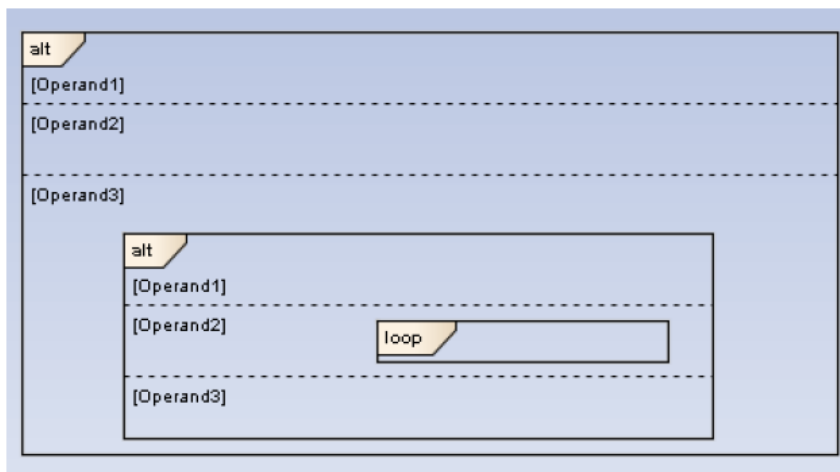 alt
[Operand1]
[Operand2]
[Operand3]
alt
[Operand1]
[Operand2]
loop
[Operand3]